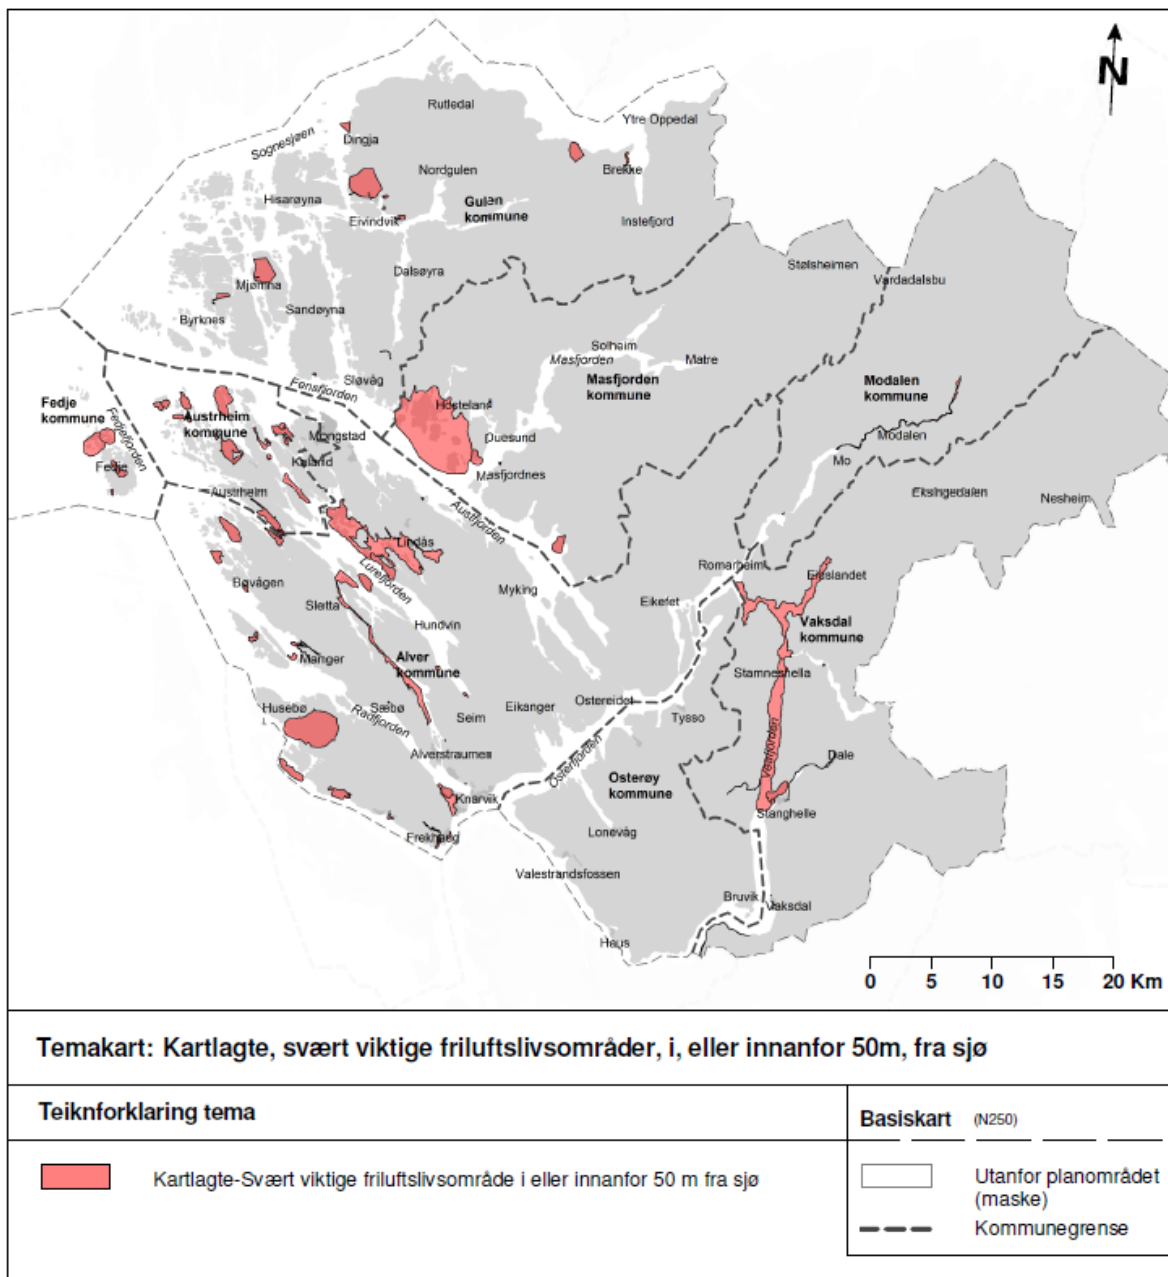 N
Rutledal
Ytre Oppedal
Sognesjøen
Dingja
Nordgulen
Brekke
Hisarøyna
Gulen
kommune
Eivindvik
Instefjord
Dalsøyra
Stølsheimen
Vardadalsbu
Mjømna
Sandøyna
Byrknes
Solheim
Masfjorden
Matre
Fensfjorden
Sløvåg
Masfjorden
kommune
Modalen
kommune
Fedje
kommune
Fedjefjorden
Austrheim
kommune
Hosteland
Mongstad
Duesund
Modalen
Mo
Kaland
Fedje
Masfjordnes
Austrheim
Eksingedalen
Nesheim
Austfjorden
Lindås
Lurefjorden
Romarheim
Eidslandet
Bøvågen
Myking
Eikefet
Sletta
Hundvin
Vaksdal
kommune
Manger
Alver
kommune
Stamneshella
Husebø
Sæbø
Radfjorden
Seim
Eikanger
Ostereidet
Tysso
Veafjorden
Alverstraumen
Osterfjorden
Dale
Osterøy
kommune
Knarvik
Stanghelle
Frekhaug
Lonevåg
Valestrandsfossen
Bruvik
Vaksdal
Haus
0 5 10 15 20 Km
Temakart: Kartlagte, svært viktige friluftslivsområder, i, eller innanfor 50m, fra sjø
Teiknforklaring tema
Basiskart (N250)
Kartlagte-Svært viktige friluftslivsområde i eller innanfor 50 m fra sjø
Utanfor planområdet
(maske)
Kommunegrense